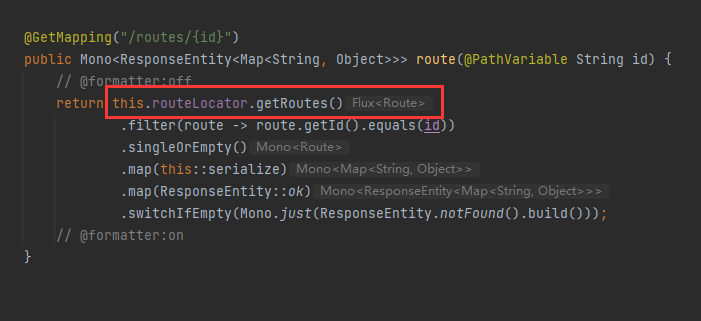 @GetMapping("/routes/{id}")
public Mono<ResponseEntity<Map<String, Object>>> route(@PathVariable String id) {
// @formatter:off
return this.routeLocator.getRoutes() Flux<Route>
.filter(route -> route.getId().equals(id))
.singleOrEmpty() Mono<Route>
.map(this::serialize) Mono<Map<String, Object>>
.map(ResponseEntity::ok) Mono<ResponseEntity<Map<String, Object>>>
.switchIfEmpty(Mono.just(ResponseEntity.notFound().build()));
// @formatter:on
}